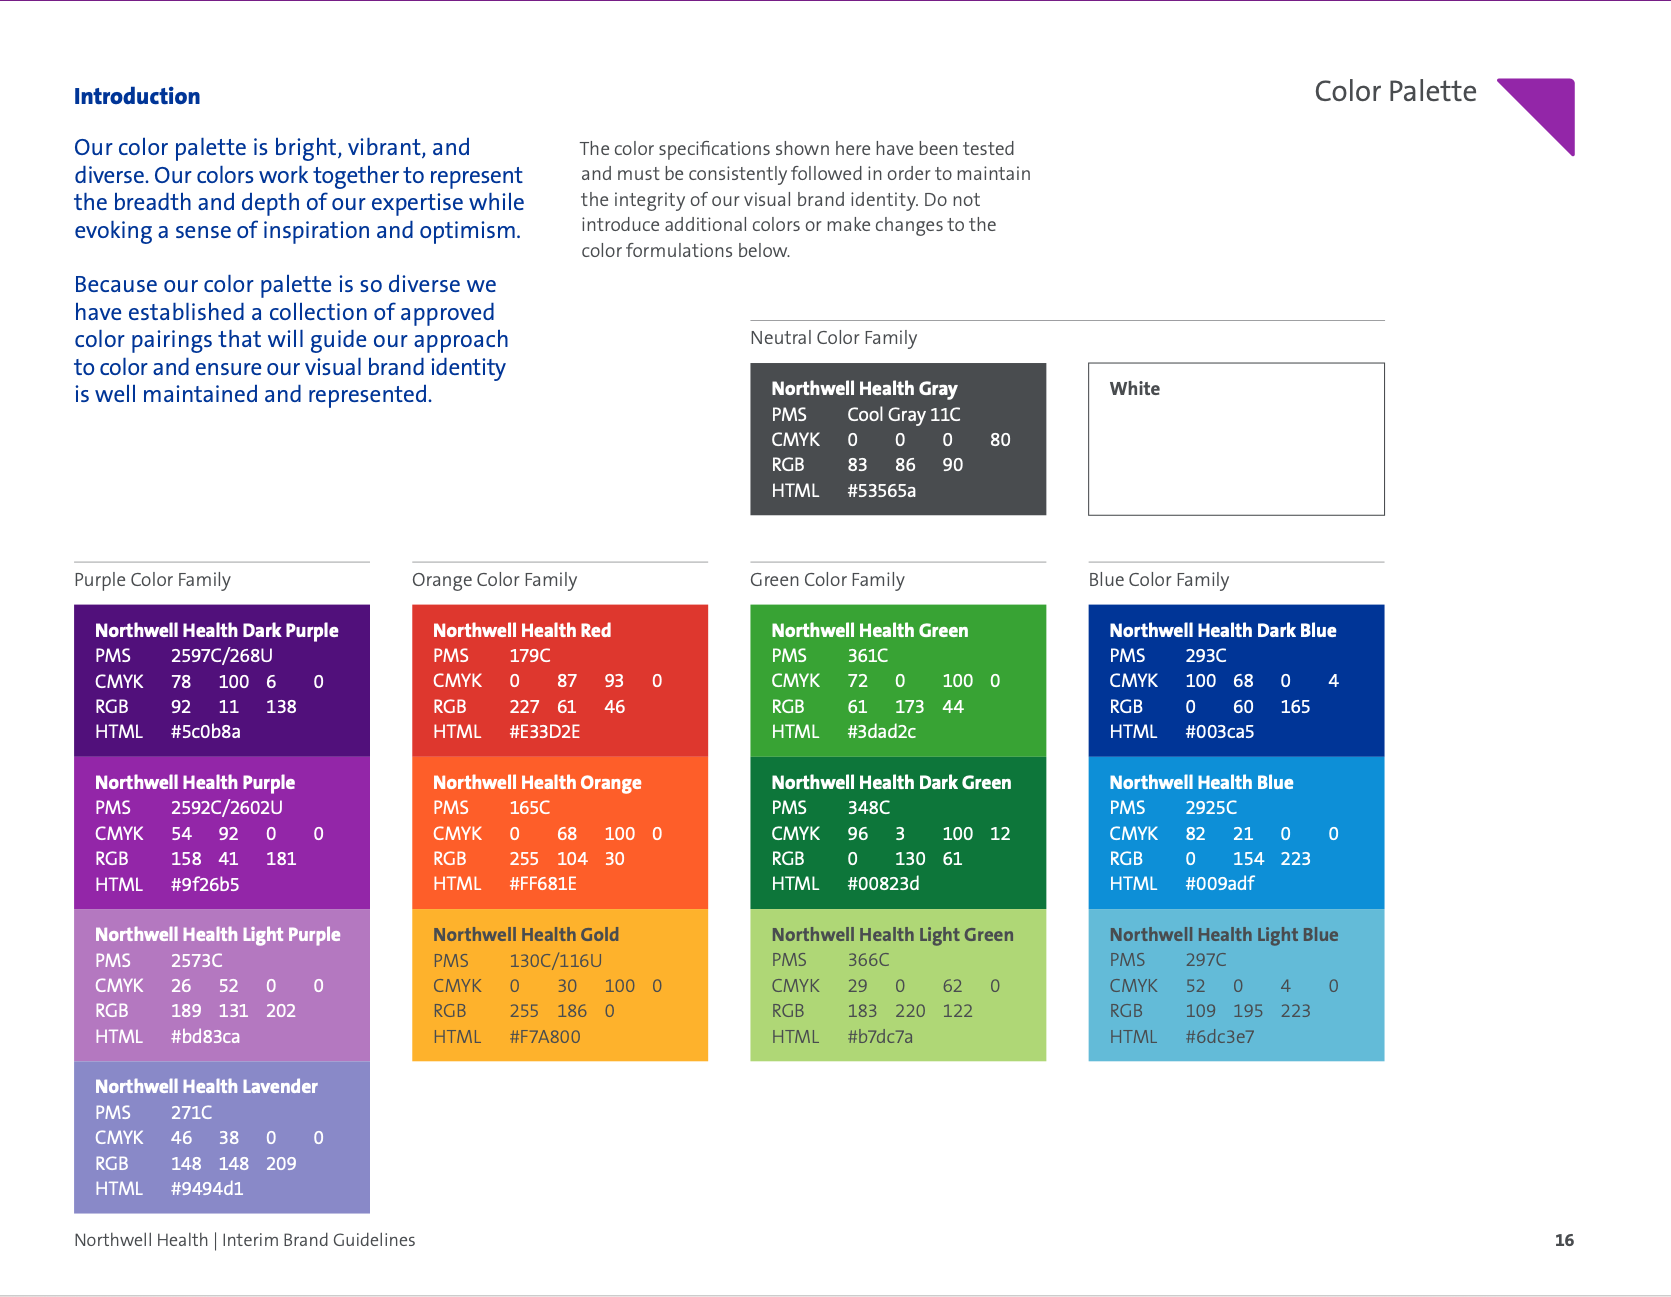 Color Palette
Introduction
Our color palette is bright, vibrant, and
diverse. Our colors work together to represent
the breadth and depth of our expertise while
evoking a sense of inspiration and optimism.
Because our color palette is so diverse we
have established a collection of approved
color pairings that will guide our approach
to color and ensure our visual brand identity
is well maintained and represented.
The color specifications shown here have been tested
and must be consistently followed in order to maintain
the integrity of our visual brand identity. Do not
introduce additional colors or make changes to the
color formulations below.
Neutral Color Family
Northwell Health Gray
PMS Cool Gray 11C
CMYK 0 0 0 80
RGB 83 86 90
HTML #53565a
White
Purple Color Family
Northwell Health Dark Purple
PMS 2597C/268U
CMYK 78 100 6 0
RGB 92 11 138
HTML #5c0b8a
Northwell Health Purple
PMS 2592C/2602U
CMYK 54 92 0 0
RGB 158 41 181
HTML #9f26b5
Northwell Health Light Purple
PMS 2573C
CMYK 26 52 0 0
RGB 189 131 202
HTML #bd83ca
Northwell Health Lavender
PMS 271C
CMYK 46 38 0 0
RGB 148 148 209
HTML #9494d1
Orange Color Family
Northwell Health Red
PMS 179C
CMYK 0 87 93 0
RGB 227 61 46
HTML #E33D2E
Northwell Health Orange
PMS 165C
CMYK 0 68 100 0
RGB 255 104 30
HTML #FF681E
Northwell Health Gold
PMS 130C/116U
CMYK 0 30 100 0
RGB 255 186 0
HTML #F7A800
Green Color Family
Northwell Health Green
PMS 361C
CMYK 72 0 100 0
RGB 61 173 44
HTML #3dad2c
Northwell Health Dark Green
PMS 348C
CMYK 96 3 100 12
RGB 0 130 61
HTML #00823d
Northwell Health Light Green
PMS 366C
CMYK 29 0 62 0
RGB 183 220 122
HTML #b7dc7a
Blue Color Family
Northwell Health Dark Blue
PMS 293C
CMYK 100 68 0 4
RGB 0 60 165
HTML #003ca5
Northwell Health Blue
PMS 2925C
CMYK 82 21 0 0
RGB 0 154 223
HTML #009adf
Northwell Health Light Blue
PMS 297C
CMYK 52 0 4 0
RGB 109 195 223
HTML #6dc3e7
Northwell Health | Interim Brand Guidelines
16